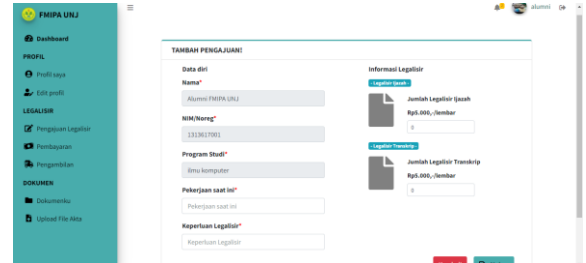 FMIPA UNJ
alumni
Dashboard
PROFIL
Profil saya
Edit profil
LEGALISIR
Pengajuan Legalisir
Pembayaran
Pengambilan
DOKUMEN
Dokumenku
Upload File Akta
TAMBAH PENGAJUAN!
Data diri
Nama*
Alumni FMIPA UNJ
NIM/Noreg*
1313617001
Program Studi*
Ilmu komputer
Pekerjaan saat ini*
Pekerjaan saat ini
Keperluan Legalisir*
Keperluan Legalisir
Informasi Legalisir
- Legalisir Ijazah -
Jumlah Legalisir Ijazah
Rp5.000,-/lembar
0
- Legalisir Transkrip -
Jumlah Legalisir Transkrip
Rp5.000,-/lembar
0